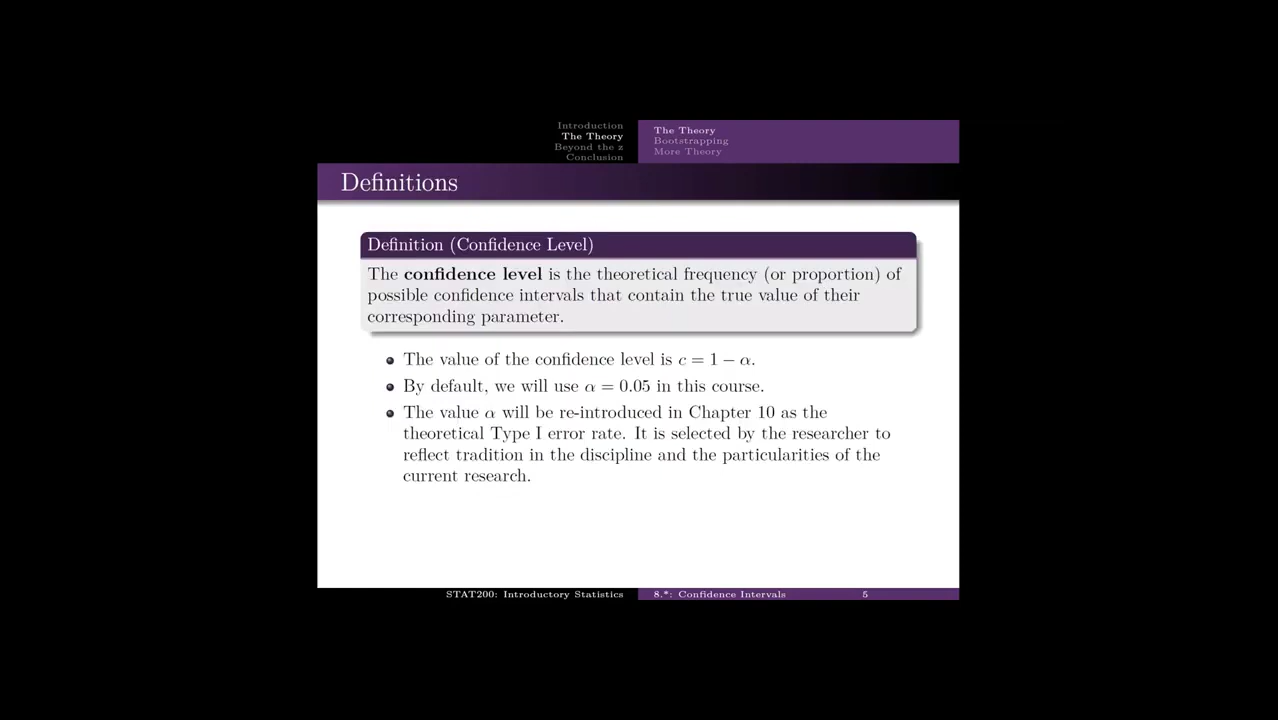 Introduction
The Theory
Beyond the z
Conclusion
The Theory
Bootstrapping
More Theory
Definitions
Definition (Confidence Level)
The confidence level is the theoretical frequency (or proportion) of
possible confidence intervals that contain the true value of their
corresponding parameter.
The value of the confidence level is c = 1 − α.
By default, we will use α = 0.05 in this course.
The value α will be re-introduced in Chapter 10 as the
theoretical Type I error rate. It is selected by the researcher to
reflect tradition in the discipline and the particularities of the
current research.
STAT200: Introductory Statistics
8.*: Confidence Intervals 5